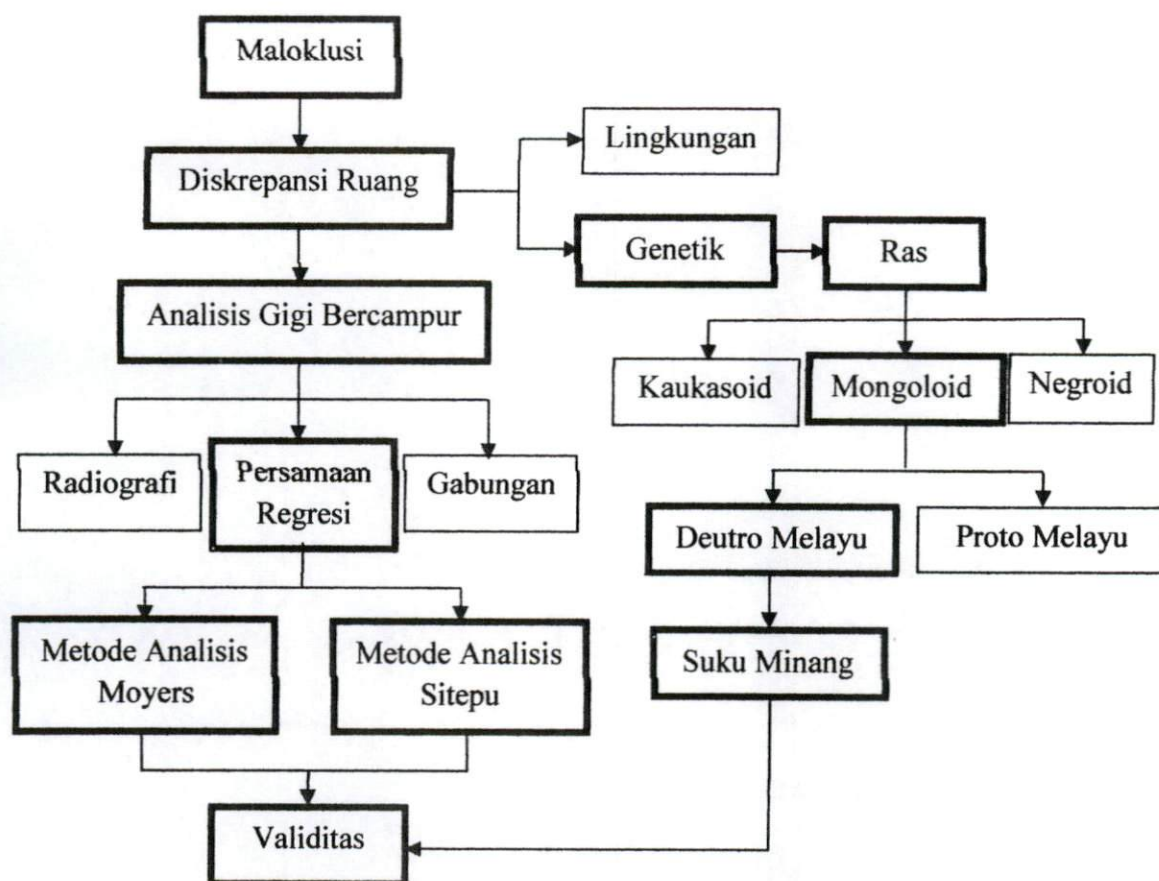 Maloklusi
Lingkungan
Diskrepansi Ruang
Genetik
Ras
Analisis Gigi Bercampur
Kaukasoid
Mongoloid
Negroid
Radiografi
Persamaan
Regresi
Gabungan
Deutro Melayu
Proto Melayu
Metode Analisis
Moyers
Metode Analisis
Sitepu
Suku Minang
Validitas